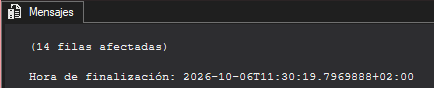 Mensajes
(14 filas afectadas)
Hora de finalización: 2026-10-06T11:30:19.7969888+02:00